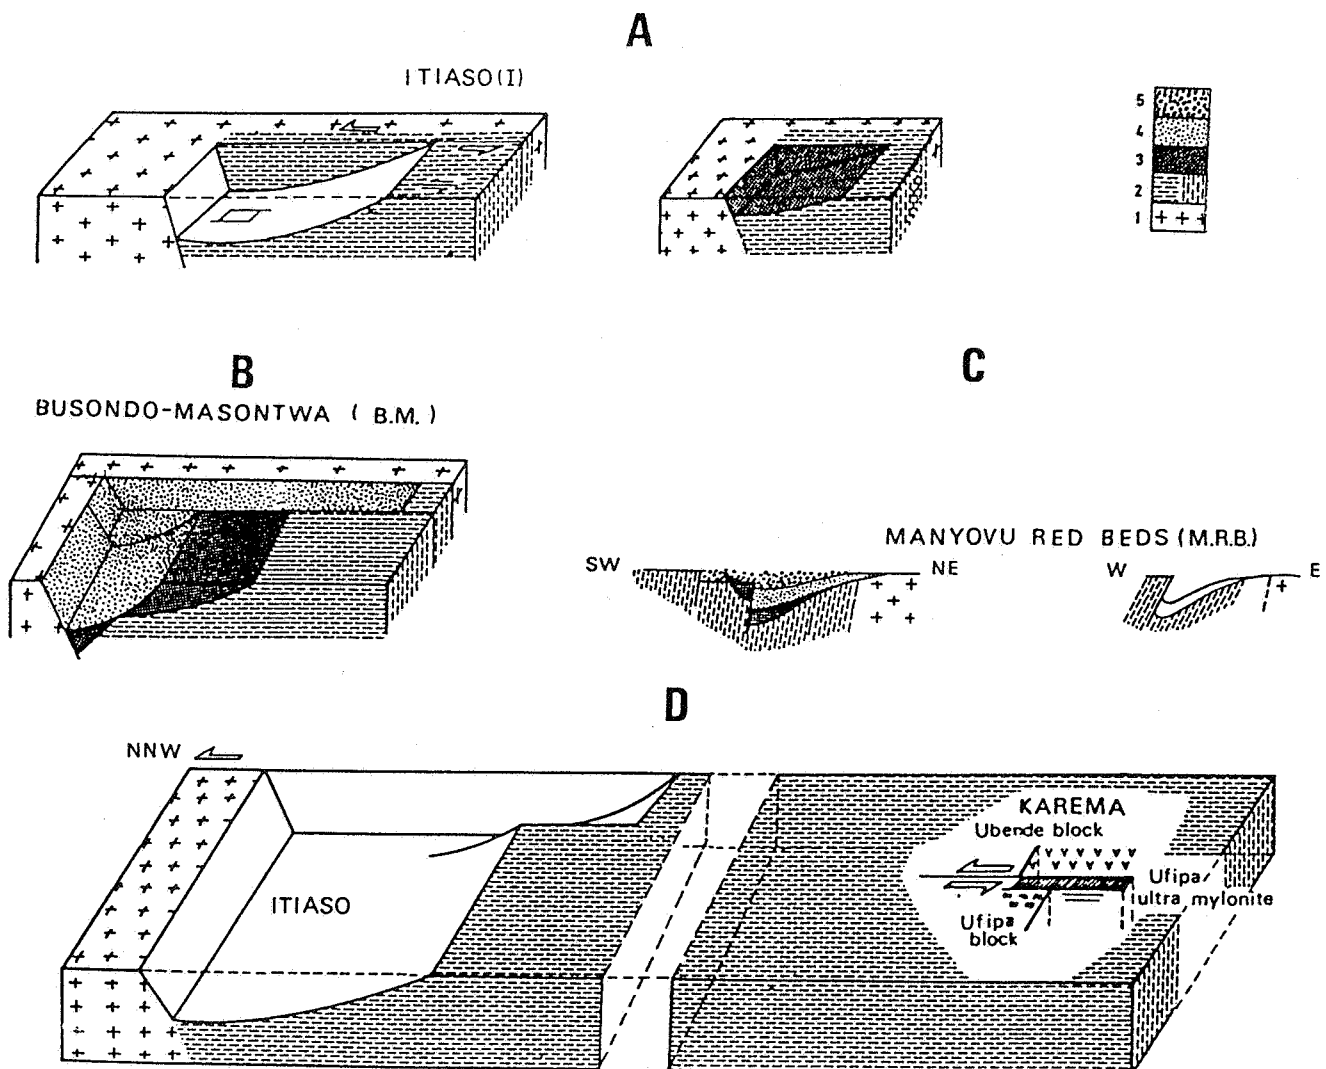 A
ITIASO (I)
5
4
3
2
1
B
BUSONDO-MASONTWA ( B.M. )
C
MANYOVU RED BEDS (M.R.B.)
SW
NE
W
E
D
NNW
KAREMA
Ubende block
Ufipa
ultra mylonite
Ufipa
block
ITIASO